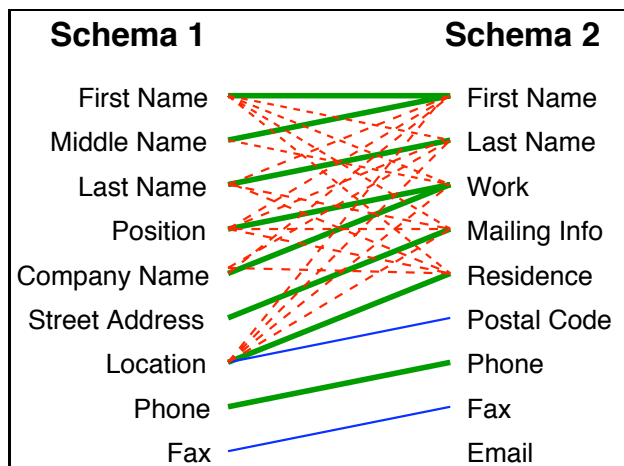 Schema 1 Schema 2
First Name First Name
Middle Name Last Name
Last Name Work
Position Mailing Info
Company Name Residence
Street Address Postal Code
Location Phone
Phone Fax
Fax Email